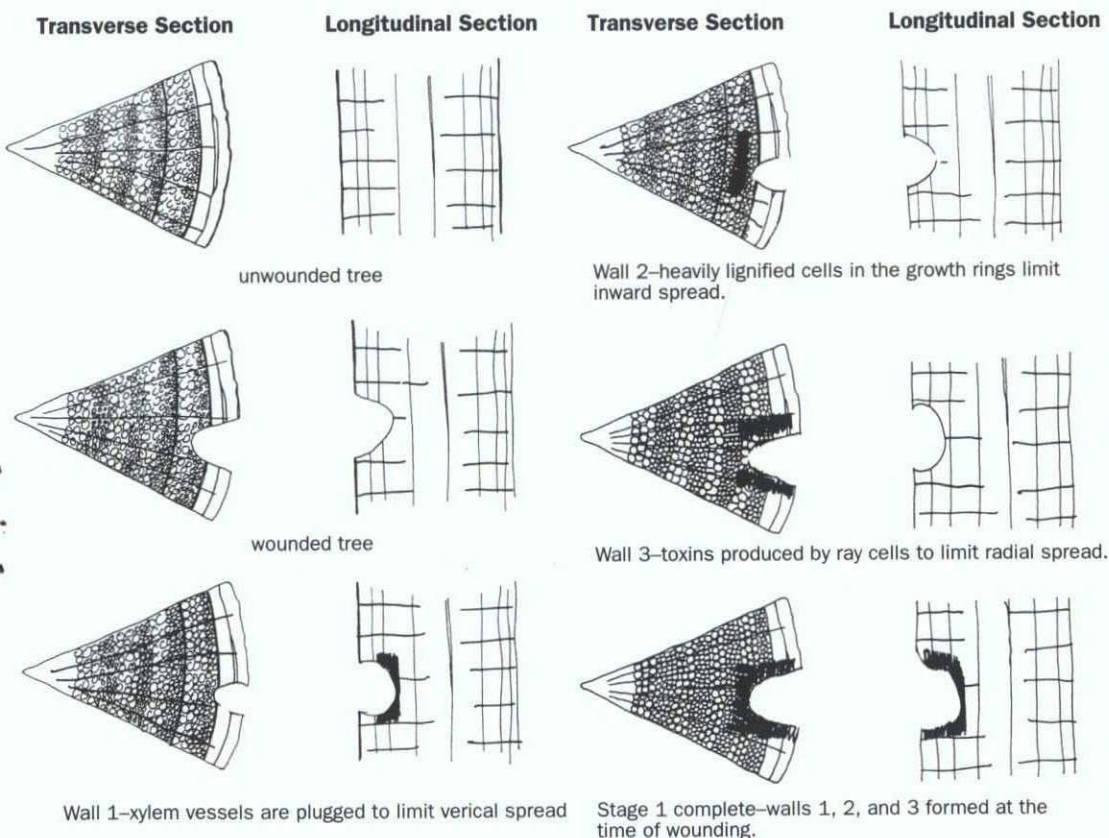 Transverse Section
Longitudinal Section
Transverse Section
Longitudinal Section
unwounded tree
Wall 2–heavily lignified cells in the growth rings limit
inward spread.
wounded tree
Wall 3–toxins produced by ray cells to limit radial spread.
Wall 1–xylem vessels are plugged to limit verical spread
Stage 1 complete–walls 1, 2, and 3 formed at the
time of wounding.